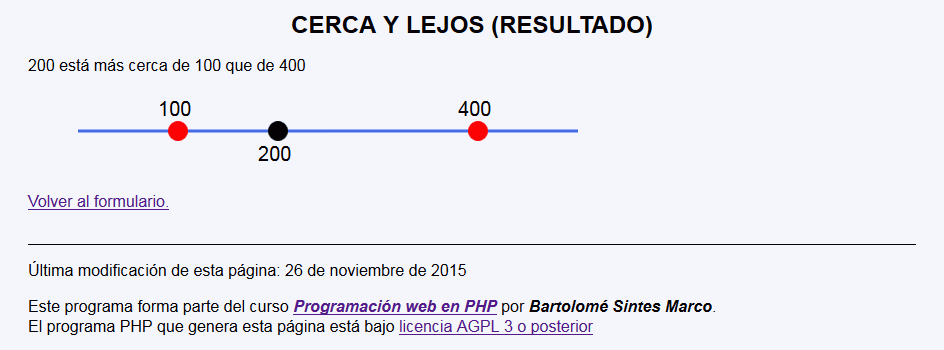 CERCA Y LEJOS (RESULTADO)
200 está más cerca de 100 que de 400
100 400
200
Volver al formulario.
Última modificación de esta página: 26 de noviembre de 2015
Este programa forma parte del curso Programación web en PHP por Bartolomé Sintes Marco.
El programa PHP que genera esta página está bajo licencia AGPL 3 o posterior